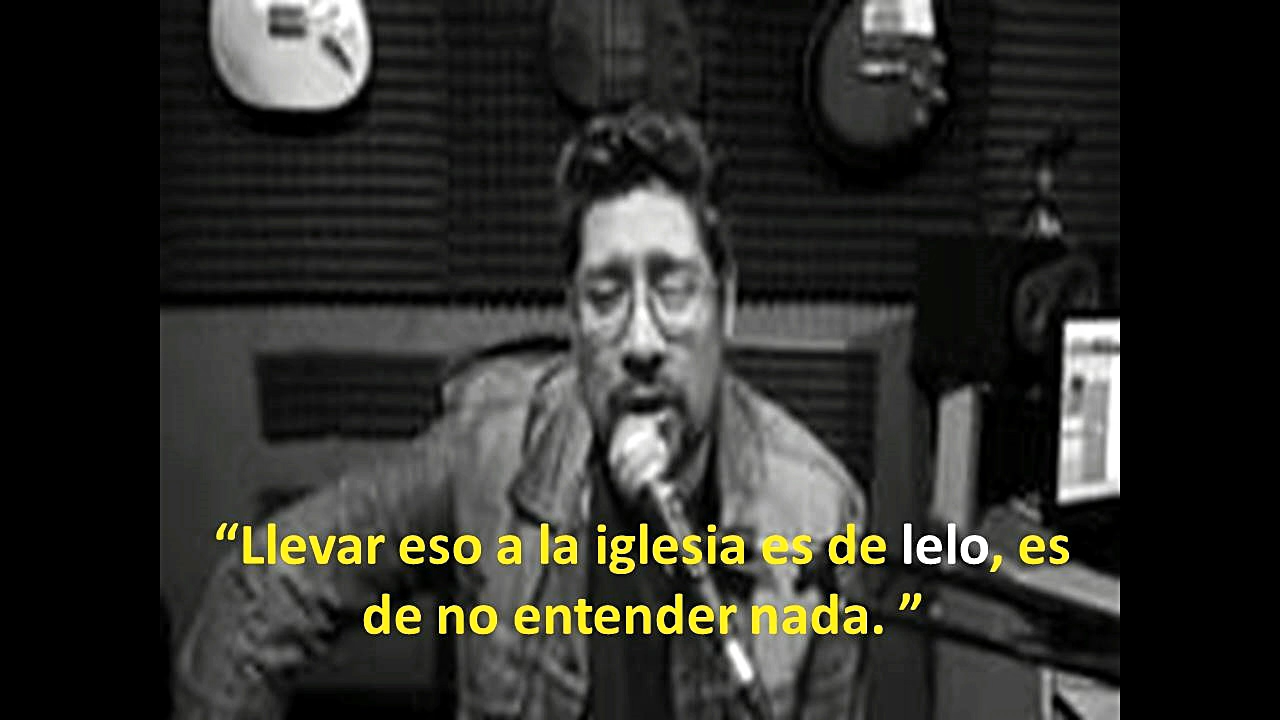 “Llevar eso a la iglesia es de lelo, es
de no entender nada. ”